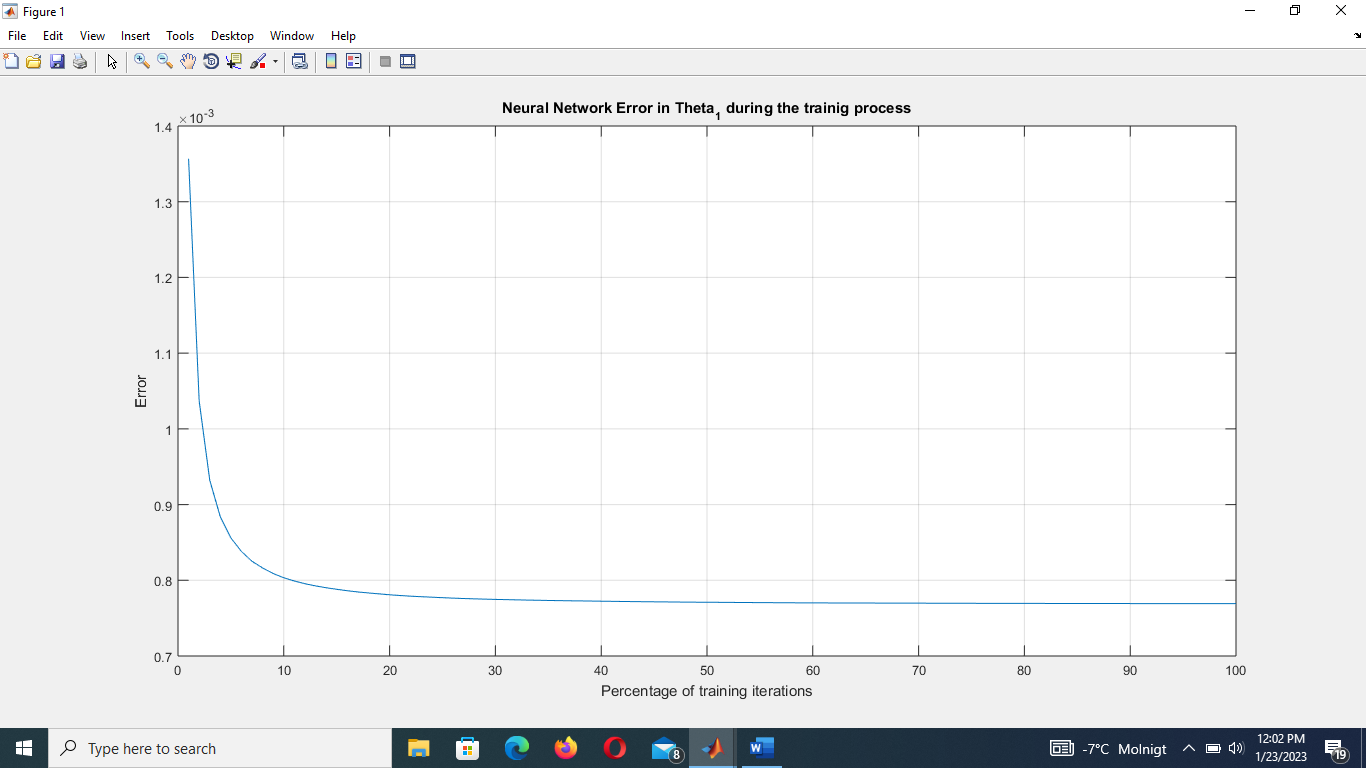 Figure 1
File Edit View Insert Tools Desktop Window Help
Neural Network Error in Theta₁ during the trainig process
×10⁻³
1.4
1.3
1.2
1.1
1
0.9
0.8
0.7
Error
0 10 20 30 40 50 60 70 80 90 100
Percentage of training iterations
Type here to search
8
W
-7°C Molnigt
12:02 PM
1/23/2023
19